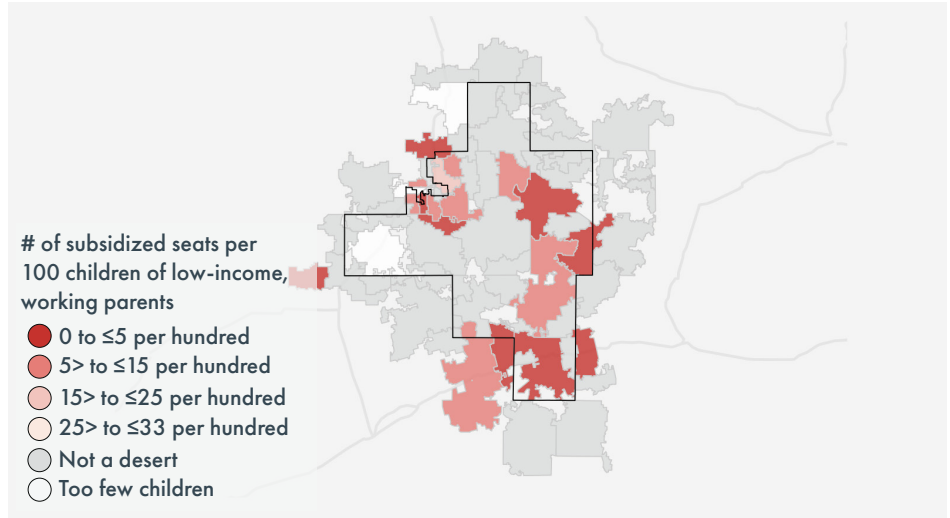 # of subsidized seats per
100 children of low-income,
working parents
0 to ≤5 per hundred
5> to ≤15 per hundred
15> to ≤25 per hundred
25> to ≤33 per hundred
Not a desert
Too few children